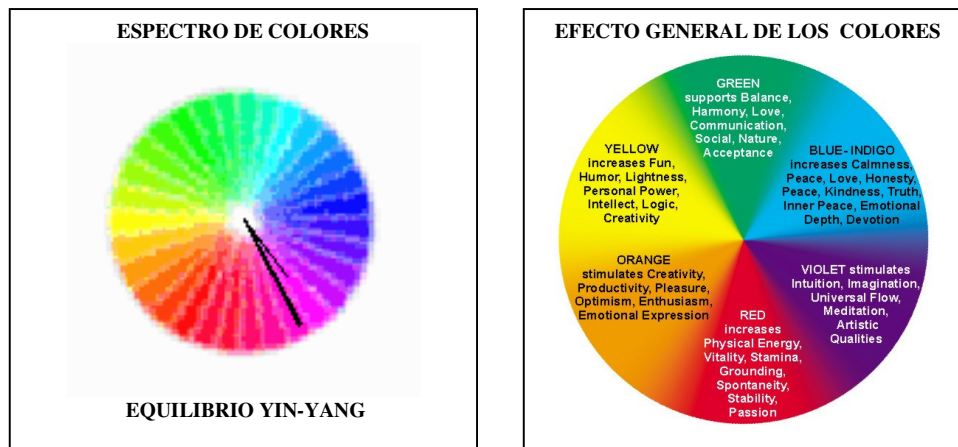 ESPECTRO DE COLORES
EQUILIBRIO YIN-YANG
EFECTO GENERAL DE LOS COLORES
GREEN
supports Balance,
Harmony, Love,
Communication,
Social, Nature,
Acceptance
YELLOW
increases Fun,
Humor, Lightness,
Personal Power,
Intellect, Logic,
Creativity
BLUE-INDIGO
increases Calmness,
Peace, Love, Honesty,
Peace, Kindness, Truth,
Inner Peace, Emotional
Depth, Devotion
ORANGE
stimulates Creativity,
Productivity, Pleasure,
Optimism, Enthusiasm,
Emotional Expression
VIOLET stimulates
Intuition, Imagination,
Universal Flow,
Meditation,
Artistic
Qualities
RED
increases
Physical Energy,
Vitality, Stamina,
Grounding,
Spontaneity,
Stability,
Passion